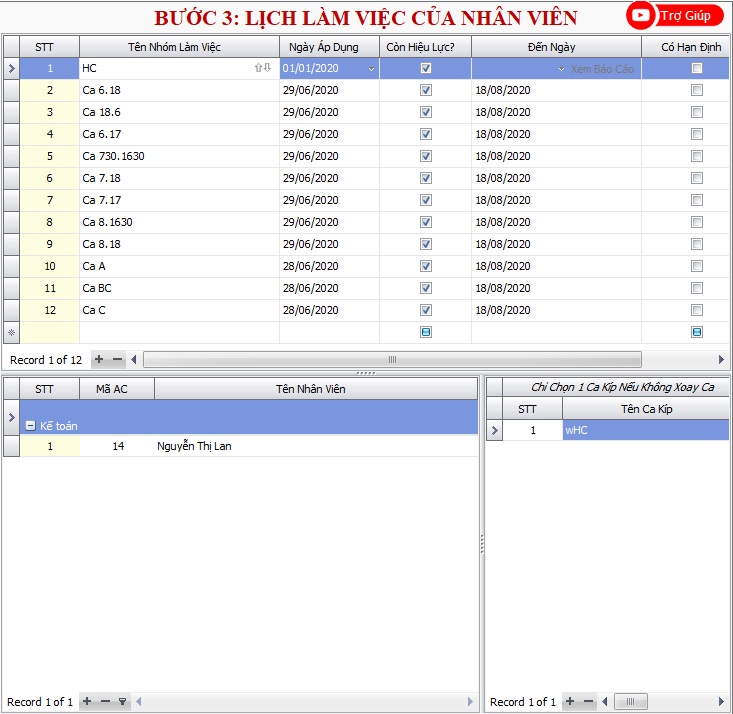 BƯỚC 3: LỊCH LÀM VIỆC CỦA NHÂN VIÊN
Trợ Giúp
STT Tên Nhóm Làm Việc Ngày Áp Dụng Còn Hiệu Lực? Đến Ngày Có Hạn Định
1 HC 01/01/2020 Xem Báo Cáo
2 Ca 6.18 29/06/2020 18/08/2020
3 Ca 18.6 29/06/2020 18/08/2020
4 Ca 6.17 29/06/2020 18/08/2020
5 Ca 730.1630 29/06/2020 18/08/2020
6 Ca 7.18 29/06/2020 18/08/2020
7 Ca 7.17 29/06/2020 18/08/2020
8 Ca 8.1630 29/06/2020 18/08/2020
9 Ca 8.18 29/06/2020 18/08/2020
10 Ca A 28/06/2020 18/08/2020
11 Ca BC 28/06/2020 18/08/2020
12 Ca C 28/06/2020 18/08/2020
Record 1 of 12
STT Mã AC Tên Nhân Viên
Kế toán
1 14 Nguyễn Thị Lan
Record 1 of 1
Chỉ Chọn 1 Ca Kíp Nếu Không Xoay Ca
STT Tên Ca Kíp
1 wHC
Record 1 of 1